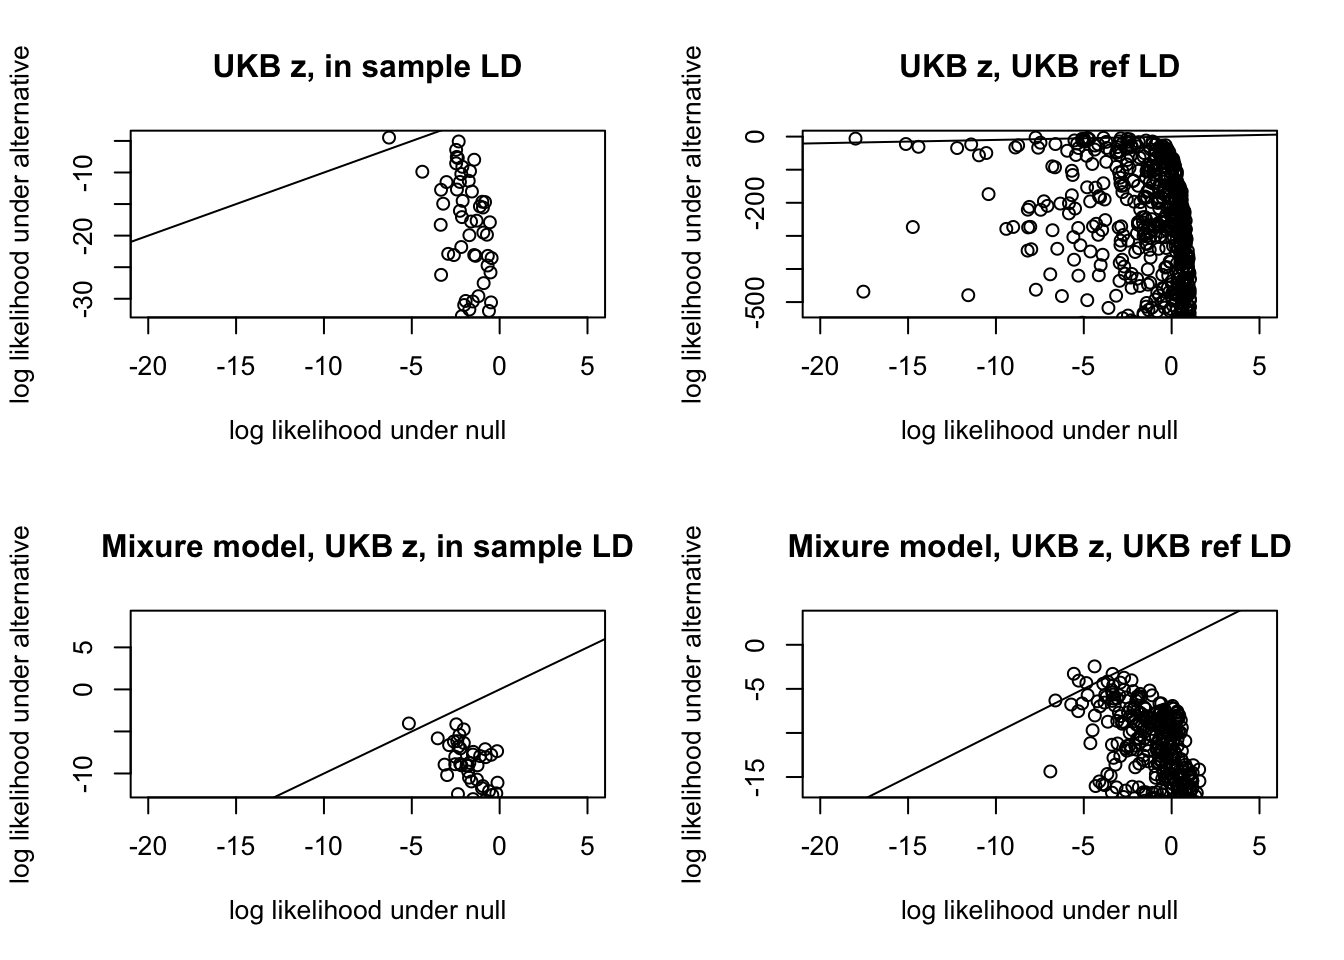 UKB z, in sample LD
log likelihood under alternative
-10
-20
-30
-20 -15 -10 -5 0 5
log likelihood under null
UKB z, UKB ref LD
log likelihood under alternative
0
-200
-500
-20 -15 -10 -5 0 5
log likelihood under null
Mixure model, UKB z, in sample LD
log likelihood under alternative
5
0
-10
-20 -15 -10 -5 0 5
log likelihood under null
Mixure model, UKB z, UKB ref LD
log likelihood under alternative
0
-5
-15
-20 -15 -10 -5 0 5
log likelihood under null